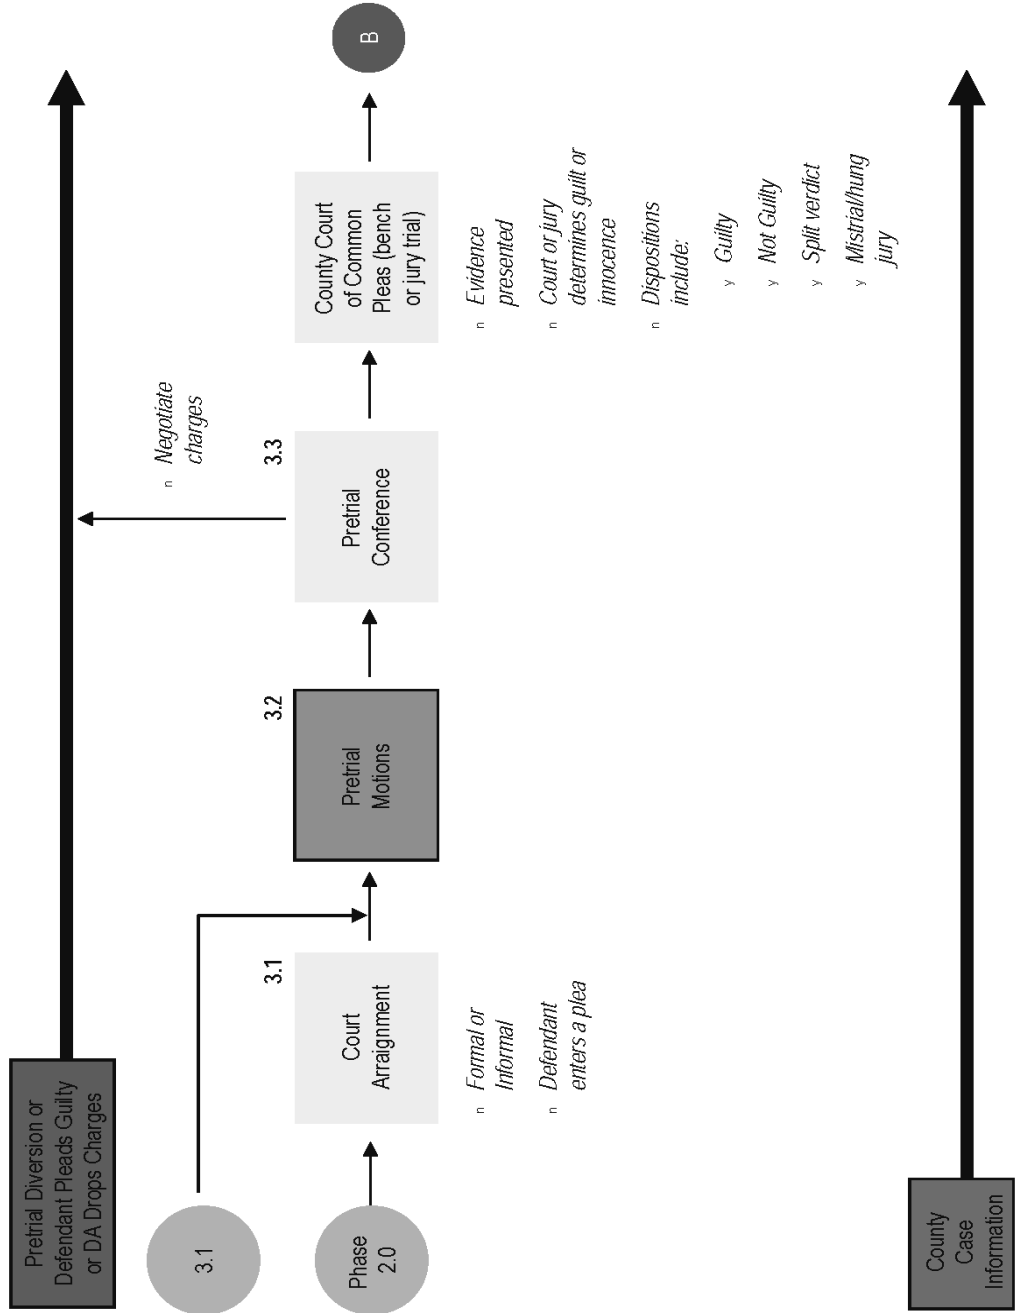 Pretrial Diversion or
Defendant Pleads Guilty
or DA Drops Charges
3.1
Phase
2.0
3.1
Court
Arraignment
n Formal or
Informal
n Defendant
enters a plea
3.2
Pretrial
Motions
3.3
Pretrial
Conference
n Negotiate
charges
County Court
of Common
Pleas (bench
or jury trial)
n Evidence
presented
n Court or jury
determines guilt or
innocence
n Dispositions
include:
y Guilty
y Not Guilty
y Split verdict
y Mistrial/hung
jury
B
County
Case
Information